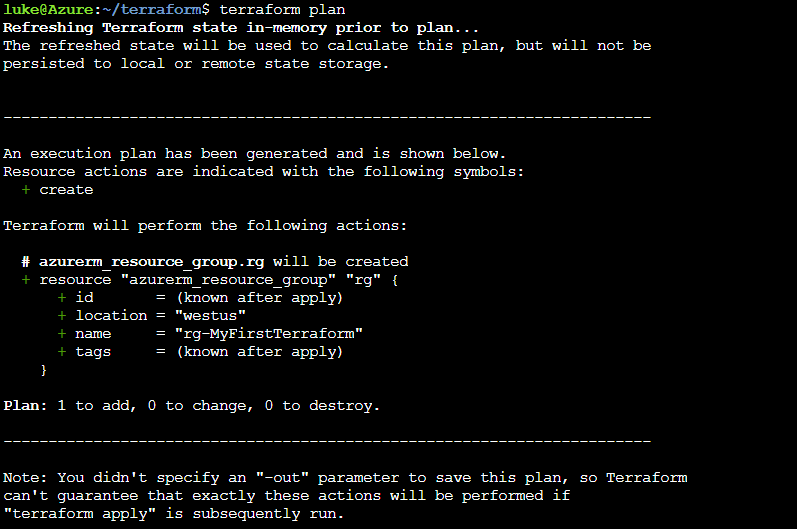 luke@Azure:~/terraform$ terraform plan
Refreshing Terraform state in-memory prior to plan...
The refreshed state will be used to calculate this plan, but will not be
persisted to local or remote state storage.
------------------------------------------------------------------------
An execution plan has been generated and is shown below.
Resource actions are indicated with the following symbols:
  + create
Terraform will perform the following actions:
  # azurerm_resource_group.rg will be created
  + resource "azurerm_resource_group" "rg" {
      + id       = (known after apply)
      + location = "westus"
      + name     = "rg-MyFirstTerraform"
      + tags     = (known after apply)
    }
Plan: 1 to add, 0 to change, 0 to destroy.
------------------------------------------------------------------------
Note: You didn't specify an "-out" parameter to save this plan, so Terraform
can't guarantee that exactly these actions will be performed if
"terraform apply" is subsequently run.